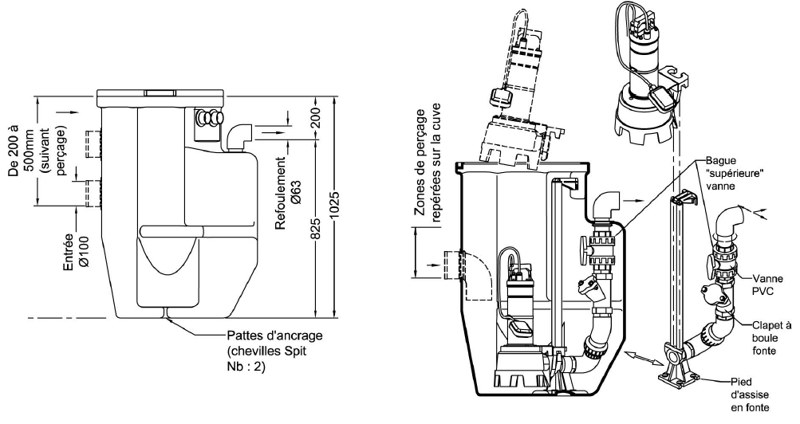 De 200 à
500mm
(suivant
perçage)
Entrée
Ø100
Refoulement
Ø63
200
825
1025
Pattes d'ancrage
(chevilles Spit
Nb : 2)
Zones de perçage
repérées sur la cuve
Bague
"supérieure"
vanne
Vanne
PVC
Clapet à
boule
fonte
Pied
d'assise
en fonte